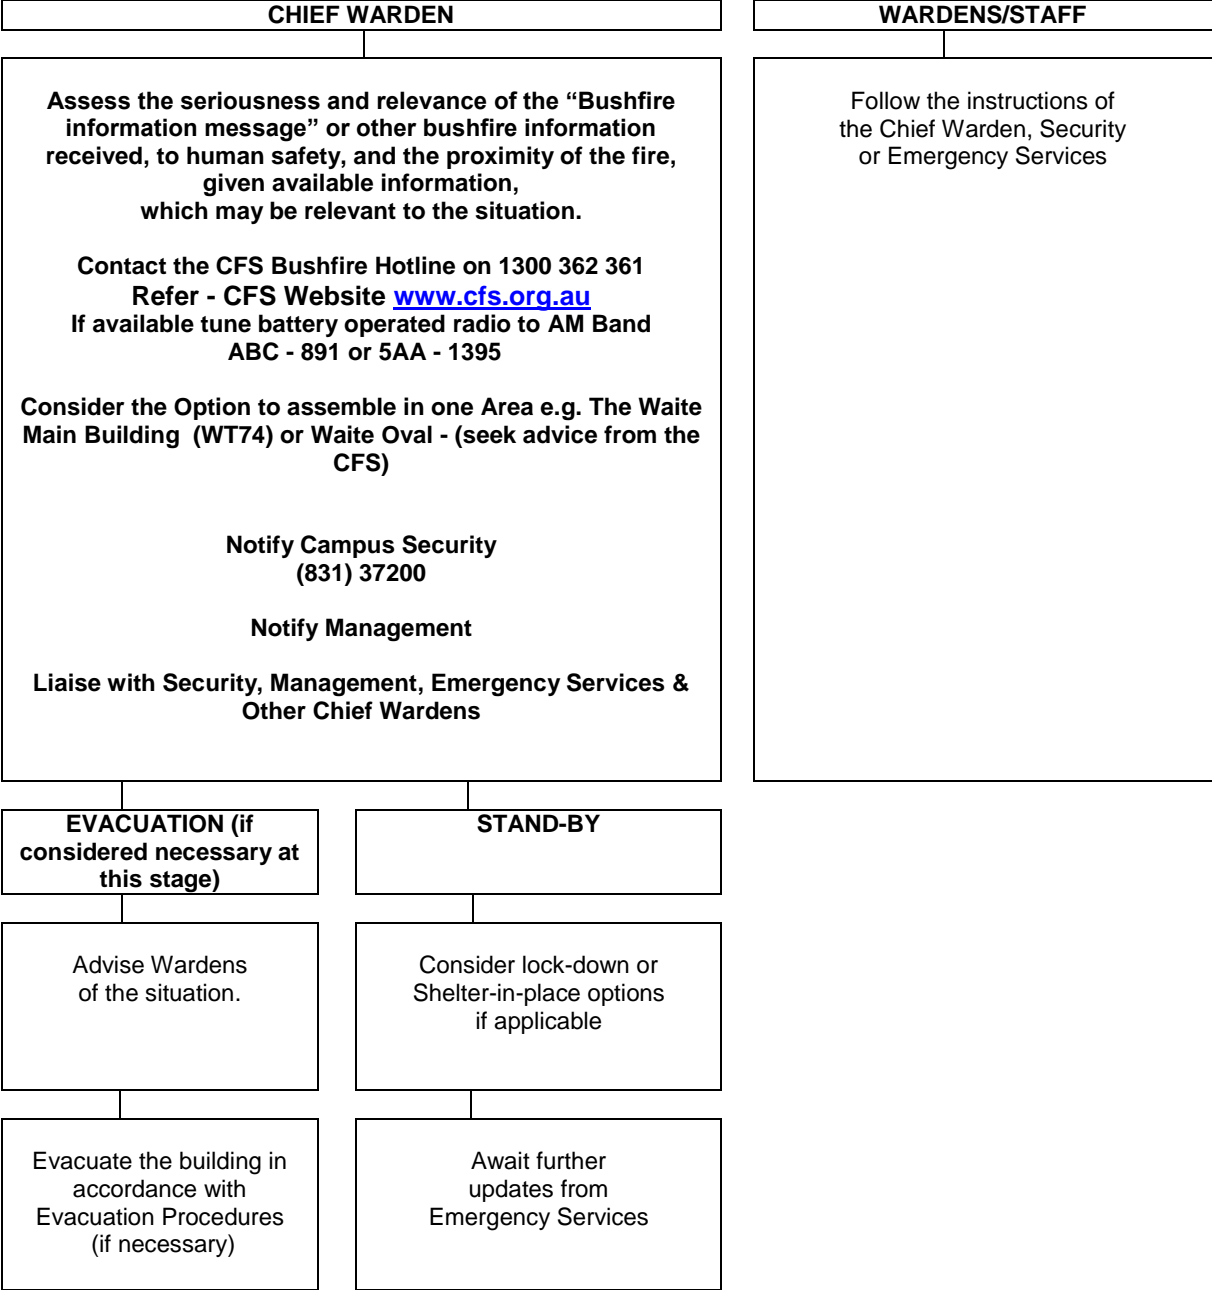 CHIEF WARDEN
WARDENS/STAFF
Assess the seriousness and relevance of the “Bushfire
information message” or other bushfire information
received, to human safety, and the proximity of the fire,
given available information,
which may be relevant to the situation.
Contact the CFS Bushfire Hotline on 1300 362 361
Refer - CFS Website www.cfs.org.au
If available tune battery operated radio to AM Band
ABC - 891 or 5AA - 1395
Consider the Option to assemble in one Area e.g. The Waite
Main Building (WT74) or Waite Oval - (seek advice from the
CFS)
Notify Campus Security
(831) 37200
Notify Management
Liaise with Security, Management, Emergency Services &
Other Chief Wardens
Follow the instructions of
the Chief Warden, Security
or Emergency Services
EVACUATION (if
considered necessary at
this stage)
STAND-BY
Advise Wardens
of the situation.
Consider lock-down or
Shelter-in-place options
if applicable
Evacuate the building in
accordance with
Evacuation Procedures
(if necessary)
Await further
updates from
Emergency Services